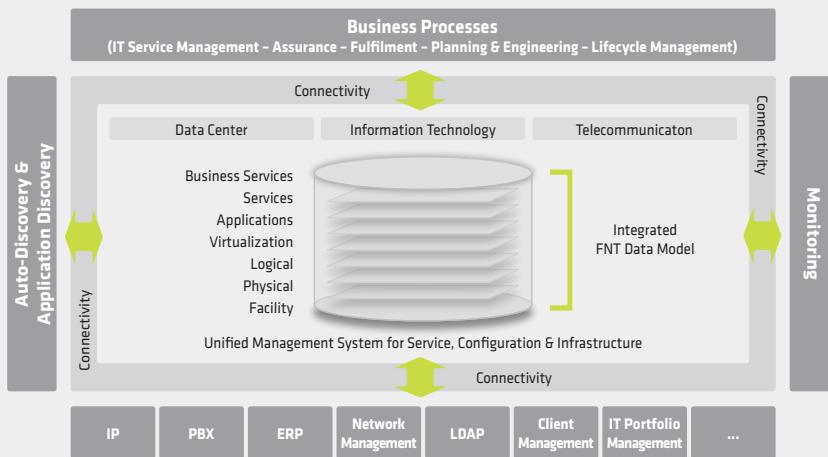 Business Processes
(IT Service Management – Assurance – Fulfilment – Planning & Engineering – Lifecycle Management)
Auto-Discovery &
Application Discovery
Connectivity
Connectivity
Connectivity
Data Center
Information Technology
Telecommunicaton
Business Services
Services
Applications
Virtualization
Logical
Physical
Facility
Integrated
FNT Data Model
Unified Management System for Service, Configuration & Infrastructure
Connectivity
Monitoring
IP
PBX
ERP
Network
Management
LDAP
Client
Management
IT Portfolio
Management
...